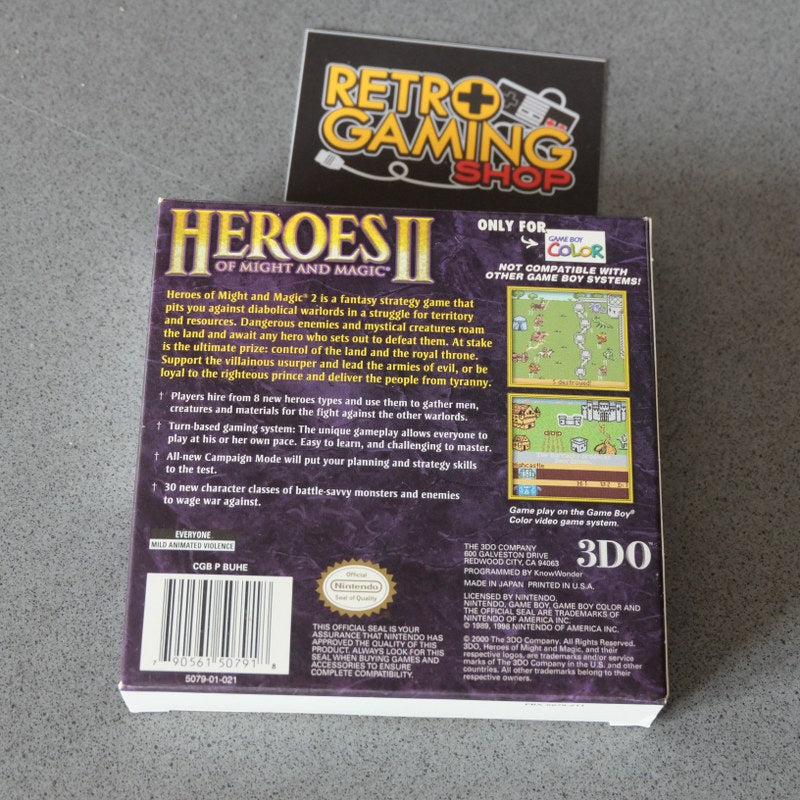 RETRO
GAMING
SHOP
HEROES II
OF MIGHT AND MAGIC®
ONLY FOR
GAME BOY
COLOR
NOT COMPATIBLE WITH
OTHER GAME BOY SYSTEMS!
Heroes of Might and Magic® 2 is a fantasy strategy game that
pits you against diabolical warlords in a struggle for territory
and resources. Dangerous enemies and mystical creatures roam
the land and await any hero who sets out to defeat them. At stake
is the ultimate prize: control of the land and the royal throne.
Support the villainous usurper and lead the armies of evil, or be
loyal to the righteous prince and deliver the people from tyranny.
† Players hire from 8 new heroes types and use them to gather men,
creatures and materials for the fight against the other warlords.
† Turn-based gaming system: The unique gameplay allows everyone to
play at his or her own pace. Easy to learn, and challenging to master.
† All-new Campaign Mode will put your planning and strategy skills
to the test.
† 30 new character classes of battle-savvy monsters and enemies
to wage war against.
5 destroyed
Game play on the Game Boy®
Color video game system.
EVERYONE
MILD ANIMATED VIOLENCE
CGB P BUHE
7 90561 50791 8
5079-01-021
Official
Nintendo
Seal of Quality
THIS OFFICIAL SEAL IS YOUR
ASSURANCE THAT NINTENDO HAS
APPROVED THE QUALITY OF THIS
PRODUCT. ALWAYS LOOK FOR THIS
SEAL WHEN BUYING GAMES AND
ACCESSORIES TO ENSURE
COMPLETE COMPATIBILITY.
THE 3DO COMPANY
600 GALVESTON DRIVE
REDWOOD CITY, CA 94063
PROGRAMMED BY KnowWonder
3DO™
MADE IN JAPAN PRINTED IN U.S.A.
LICENSED BY NINTENDO.
NINTENDO, GAME BOY, GAME BOY COLOR AND
THE OFFICIAL SEAL ARE TRADEMARKS OF
NINTENDO OF AMERICA INC.
© 1989, 1998 NINTENDO OF AMERICA INC.
© 2000 The 3DO Company. All Rights Reserved.
3DO, Heroes of Might and Magic, and their
respective logos, are trademarks and/or service
marks of The 3DO Company in the U.S. and other
countries. All other trademarks belong to their
respective owners.